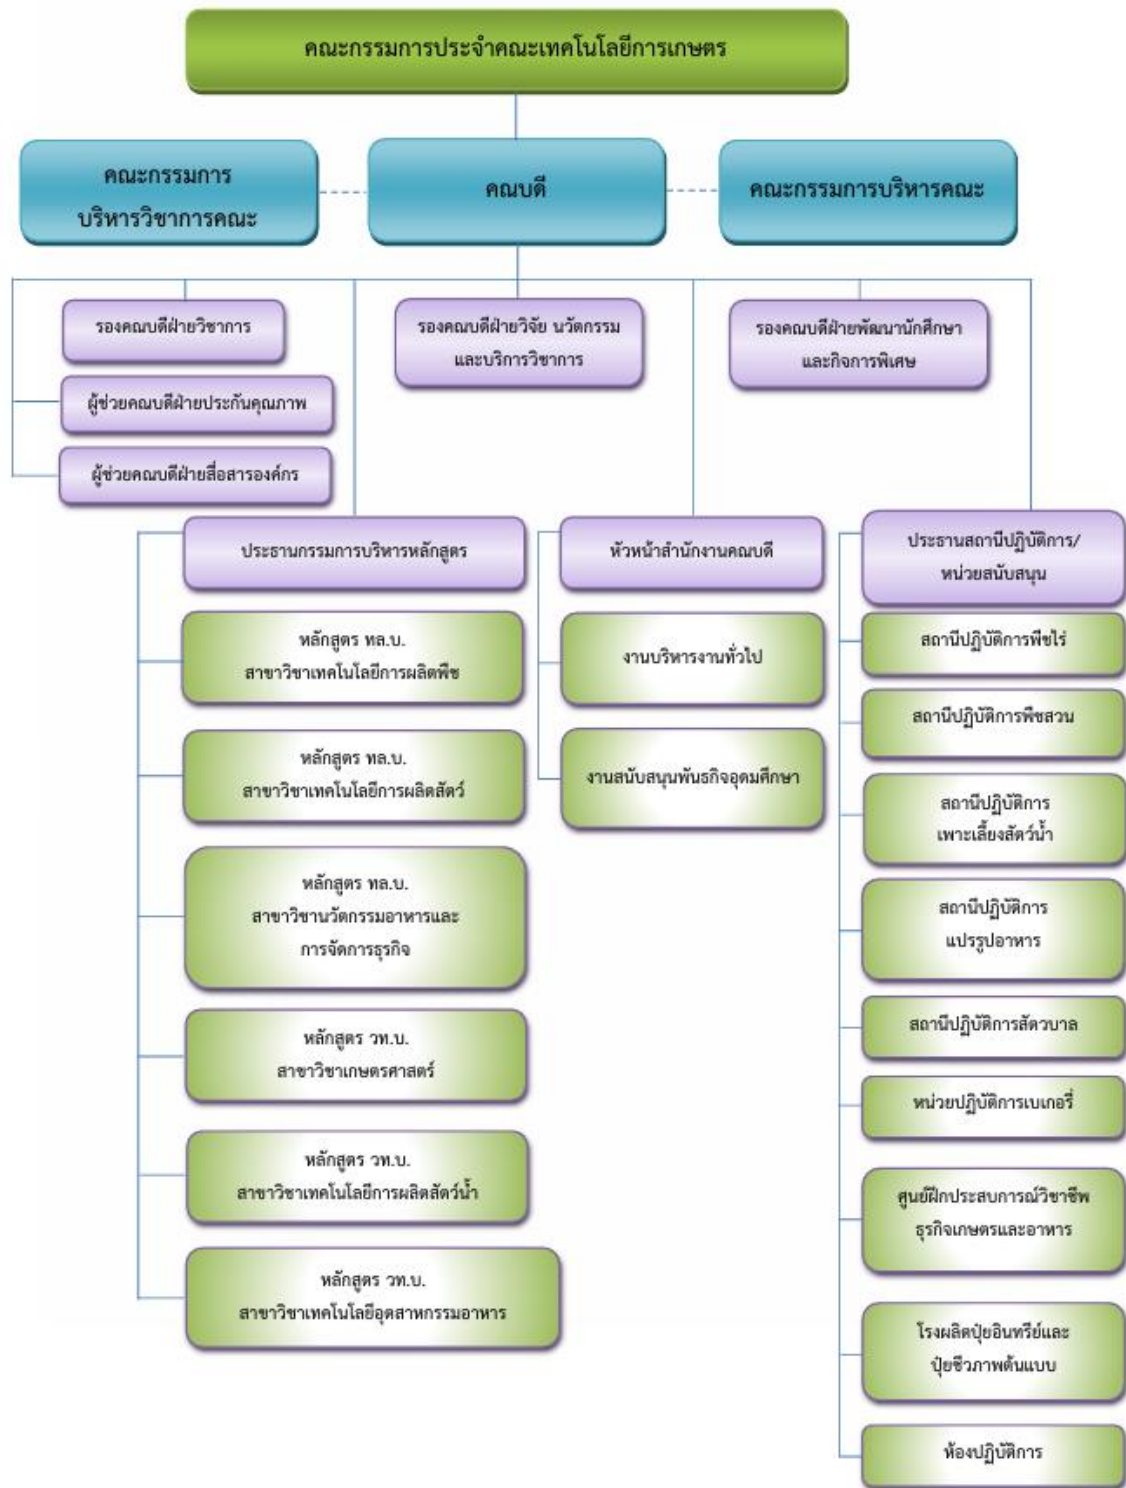 คณะกรรมการประจำคณะเทคโนโลยีการเกษตร
คณะกรรมการ
บริหารวิชาการคณะ
คณบดี
คณะกรรมการบริหารคณะ
รองคณบดีฝ่ายวิชาการ
รองคณบดีฝ่ายวิจัย นวัตกรรม
และบริการวิชาการ
รองคณบดีฝ่ายพัฒนานักศึกษา
และกิจการพิเศษ
ผู้ช่วยคณบดีฝ่ายประกันคุณภาพ
ผู้ช่วยคณบดีฝ่ายสื่อสารองค์กร
ประธานกรรมการบริหารหลักสูตร
หลักสูตร ทล.บ.
สาขาวิชาเทคโนโลยีการผลิตพืช
หลักสูตร ทล.บ.
สาขาวิชาเทคโนโลยีการผลิตสัตว์
หลักสูตร ทล.บ.
สาขาวิชานวัตกรรมอาหารและ
การจัดการธุรกิจ
หลักสูตร วท.บ.
สาขาวิชาเกษตรศาสตร์
หลักสูตร วท.บ.
สาขาวิชาเทคโนโลยีการผลิตสัตว์น้ำ
หลักสูตร วท.บ.
สาขาวิชาเทคโนโลยีอุตสาหกรรมอาหาร
หัวหน้าสำนักงานคณบดี
งานบริหารงานทั่วไป
งานสนับสนุนพันธกิจอุดมศึกษา
ประธานสถานีปฏิบัติการ/
หน่วยสนับสนุน
สถานีปฏิบัติการพืชไร่
สถานีปฏิบัติการพืชสวน
สถานีปฏิบัติการ
เพาะเลี้ยงสัตว์น้ำ
สถานีปฏิบัติการ
แปรรูปอาหาร
สถานีปฏิบัติการสัตวบาล
หน่วยปฏิบัติการเบเกอรี่
ศูนย์ฝึกประสบการณ์วิชาชีพ
ธุรกิจเกษตรและอาหาร
โรงผลิตปุ๋ยอินทรีย์และ
ปุ๋ยชีวภาพต้นแบบ
ห้องปฏิบัติการ